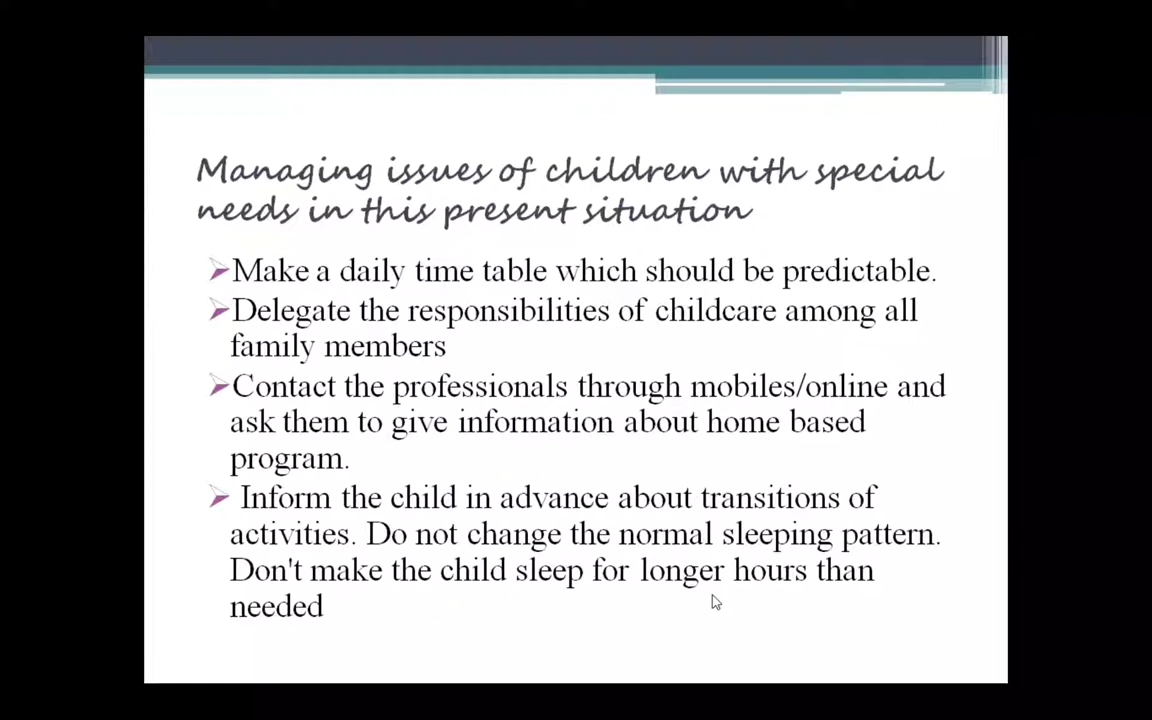 Managing issues of children with special
needs in this present situation
Make a daily time table which should be predictable.
Delegate the responsibilities of childcare among all
family members
Contact the professionals through mobiles/online and
ask them to give information about home based
program.
Inform the child in advance about transitions of
activities. Do not change the normal sleeping pattern.
Don't make the child sleep for longer hours than
needed